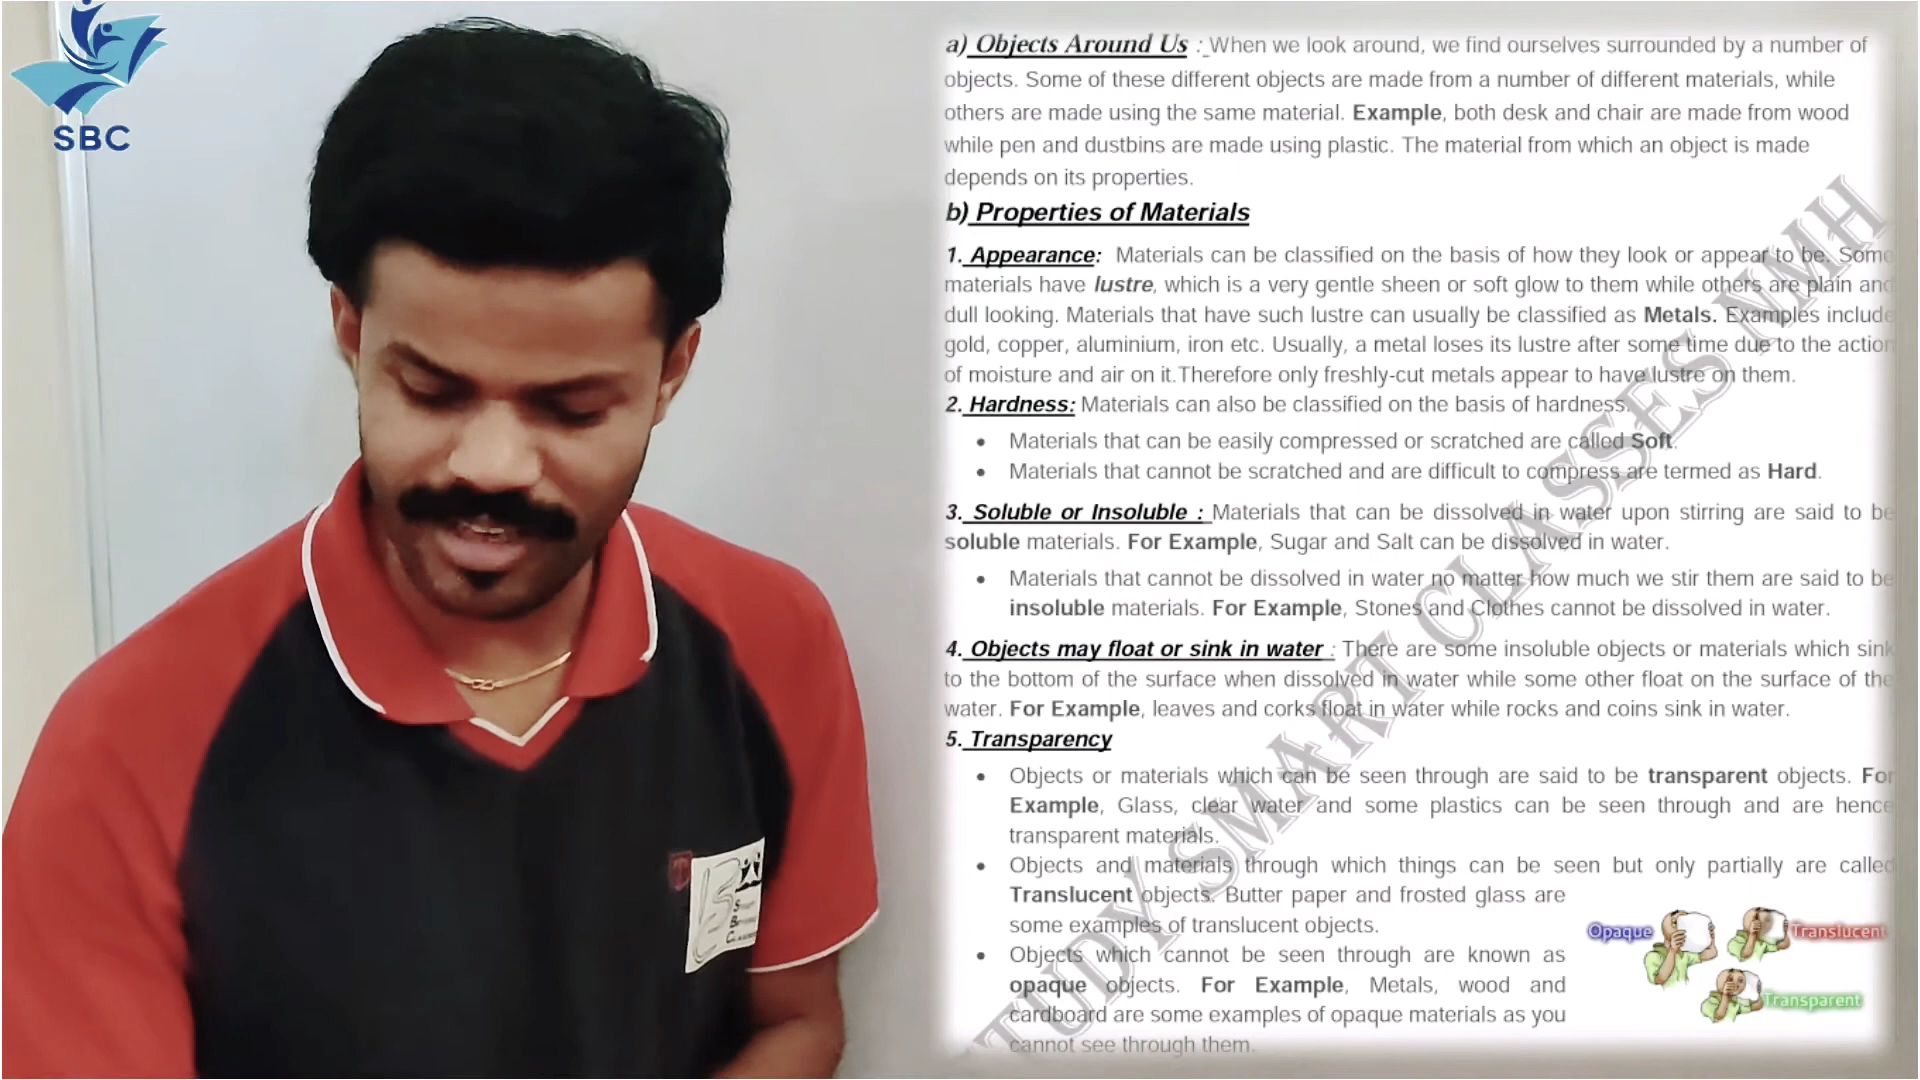 SBC
a) Objects Around Us : When we look around, we find ourselves surrounded by a number of
objects. Some of these different objects are made from a number of different materials, while
others are made using the same material. Example, both desk and chair are made from wood
while pen and dustbins are made using plastic. The material from which an object is made
depends on its properties.
b) Properties of Materials
1. Appearance: Materials can be classified on the basis of how they look or appear to be. Some
materials have lustre, which is a very gentle sheen or soft glow to them while others are plain and
dull looking. Materials that have such lustre can usually be classified as Metals. Examples include
gold, copper, aluminium, iron etc. Usually, a metal loses its lustre after some time due to the action
of moisture and air on it.Therefore only freshly-cut metals appear to have lustre on them.
2. Hardness: Materials can also be classified on the basis of hardness.
• Materials that can be easily compressed or scratched are called Soft.
• Materials that cannot be scratched and are difficult to compress are termed as Hard.
3. Soluble or Insoluble : Materials that can be dissolved in water upon stirring are said to be
soluble materials. For Example, Sugar and Salt can be dissolved in water.
• Materials that cannot be dissolved in water no matter how much we stir them are said to be
insoluble materials. For Example, Stones and Clothes cannot be dissolved in water.
4. Objects may float or sink in water : There are some insoluble objects or materials which sink
to the bottom of the surface when dissolved in water while some other float on the surface of the
water. For Example, leaves and corks float in water while rocks and coins sink in water.
5. Transparency
• Objects or materials which can be seen through are said to be transparent objects. For
Example, Glass, clear water and some plastics can be seen through and are hence
transparent materials.
• Objects and materials through which things can be seen but only partially are called
Translucent objects. Butter paper and frosted glass are
some examples of translucent objects.
• Objects which cannot be seen through are known as
opaque objects. For Example, Metals, wood and
cardboard are some examples of opaque materials as you
cannot see through them.
Opaque
Translucent
Transparent
STUDY SMART CLASSES NMH